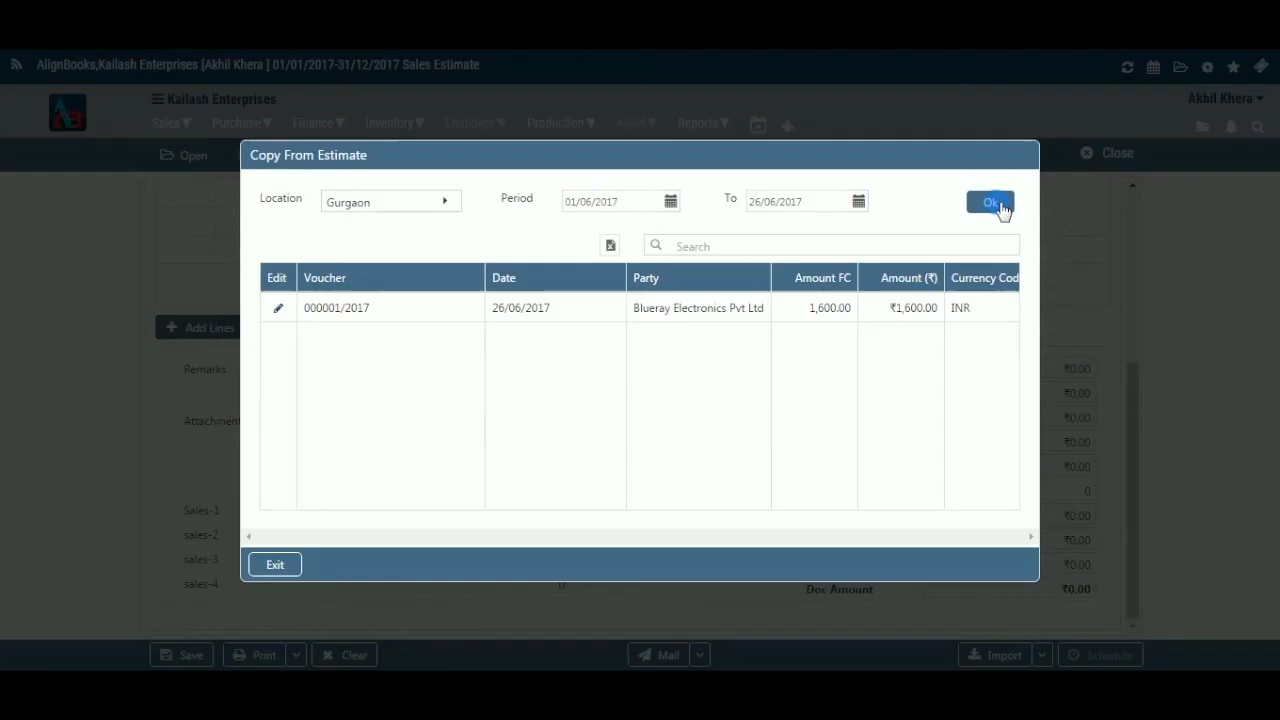 AlignBooks,Kailash Enterprises [Akhil Khera ] 01/01/2017-31/12/2017 Sales Estimate
Kailash Enterprises
Akhil Khera
Sales Purchase Finance Inventory Employee Production Asset Reports
Open
Close
Copy From Estimate
Location Gurgaon Period 01/06/2017 To 26/06/2017 Ok
Search
Edit Voucher Date Party Amount FC Amount (₹) Currency Cod
000001/2017 26/06/2017 Blueray Electronics Pvt Ltd 1,600.00 ₹1,600.00 INR
Add Lines
Remarks ₹0.00
₹0.00
Attachment ₹0.00
₹0.00
₹0.00
0
Sales-1 ₹0.00
sales-2 ₹0.00
sales-3 ₹0.00
sales-4 Doc Amount ₹0.00
Exit
Save Print Clear Mail Import Schedule